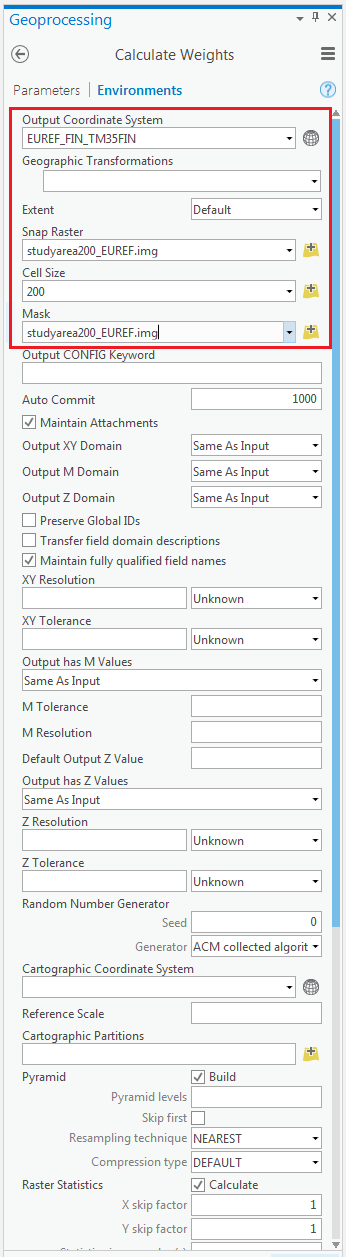 Geoprocessing
Calculate Weights
Parameters | Environments
?
Output Coordinate System
EUREF_FIN_TM35FIN
Geographic Transformations
Extent Default
Snap Raster
studyarea200_EUREF.img
Cell Size
200
Mask
studyarea200_EUREF.img
Output CONFIG Keyword
Auto Commit 1000
Maintain Attachments
Output XY Domain Same As Input
Output M Domain Same As Input
Output Z Domain Same As Input
Preserve Global IDs
Transfer field domain descriptions
Maintain fully qualified field names
XY Resolution
Unknown
XY Tolerance
Unknown
Output has M Values
Same As Input
M Tolerance
M Resolution
Default Output Z Value
Output has Z Values
Same As Input
Z Resolution
Unknown
Z Tolerance
Unknown
Random Number Generator
Seed 0
Generator ACM collected algorit
Cartographic Coordinate System
Reference Scale
Cartographic Partitions
Pyramid Build
Pyramid levels
Skip first
Resampling technique NEAREST
Compression type DEFAULT
Raster Statistics Calculate
X skip factor 1
Y skip factor 1